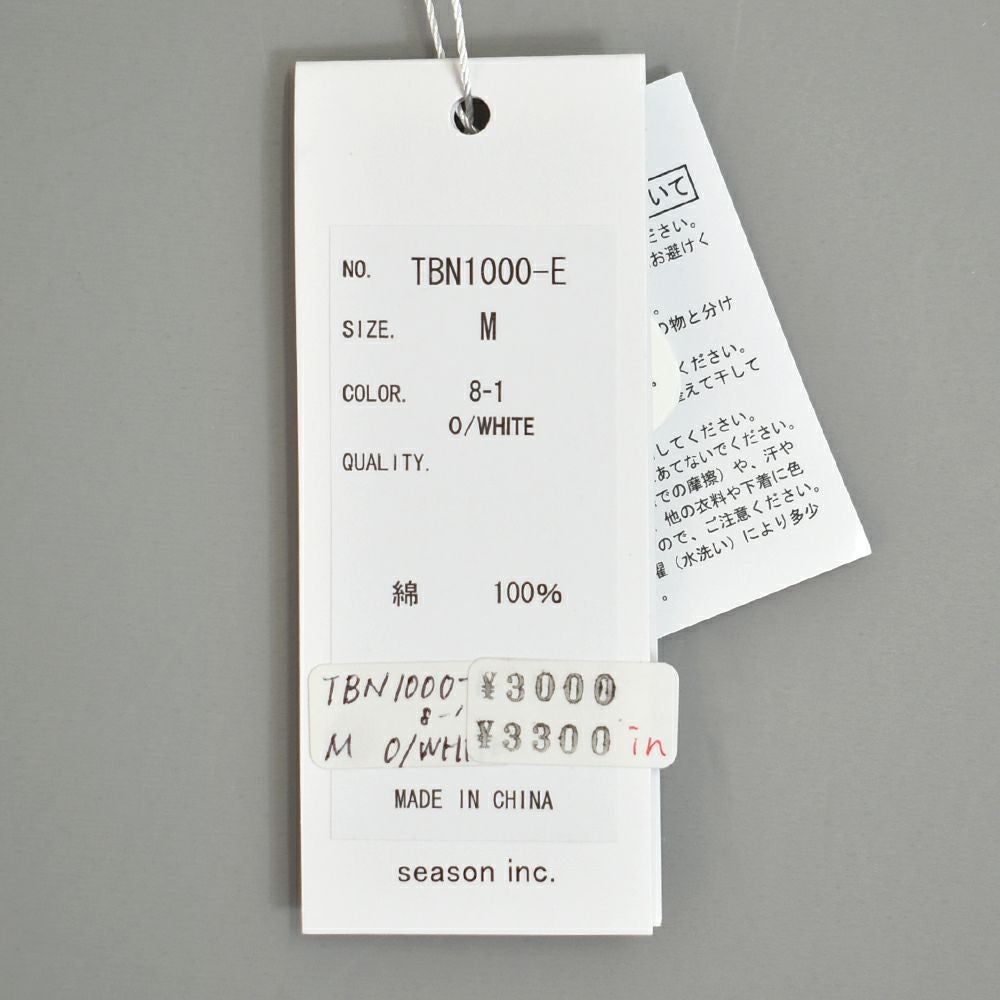 NO. TBN1000-E
SIZE. M
COLOR. 8-1
O/WHITE
QUALITY.
綿 100%
TBN1000-
8-1
M O/WHI
¥3000
¥3300 in
MADE IN CHINA
season inc.
いて
ださい。
お避けく
。
の物と分け
ください。
えて干して
。
してください。
あてないでください。
での摩擦）や、汗や
他の衣料や下着に色
ので、ご注意ください。
濯（水洗い）により多少
。